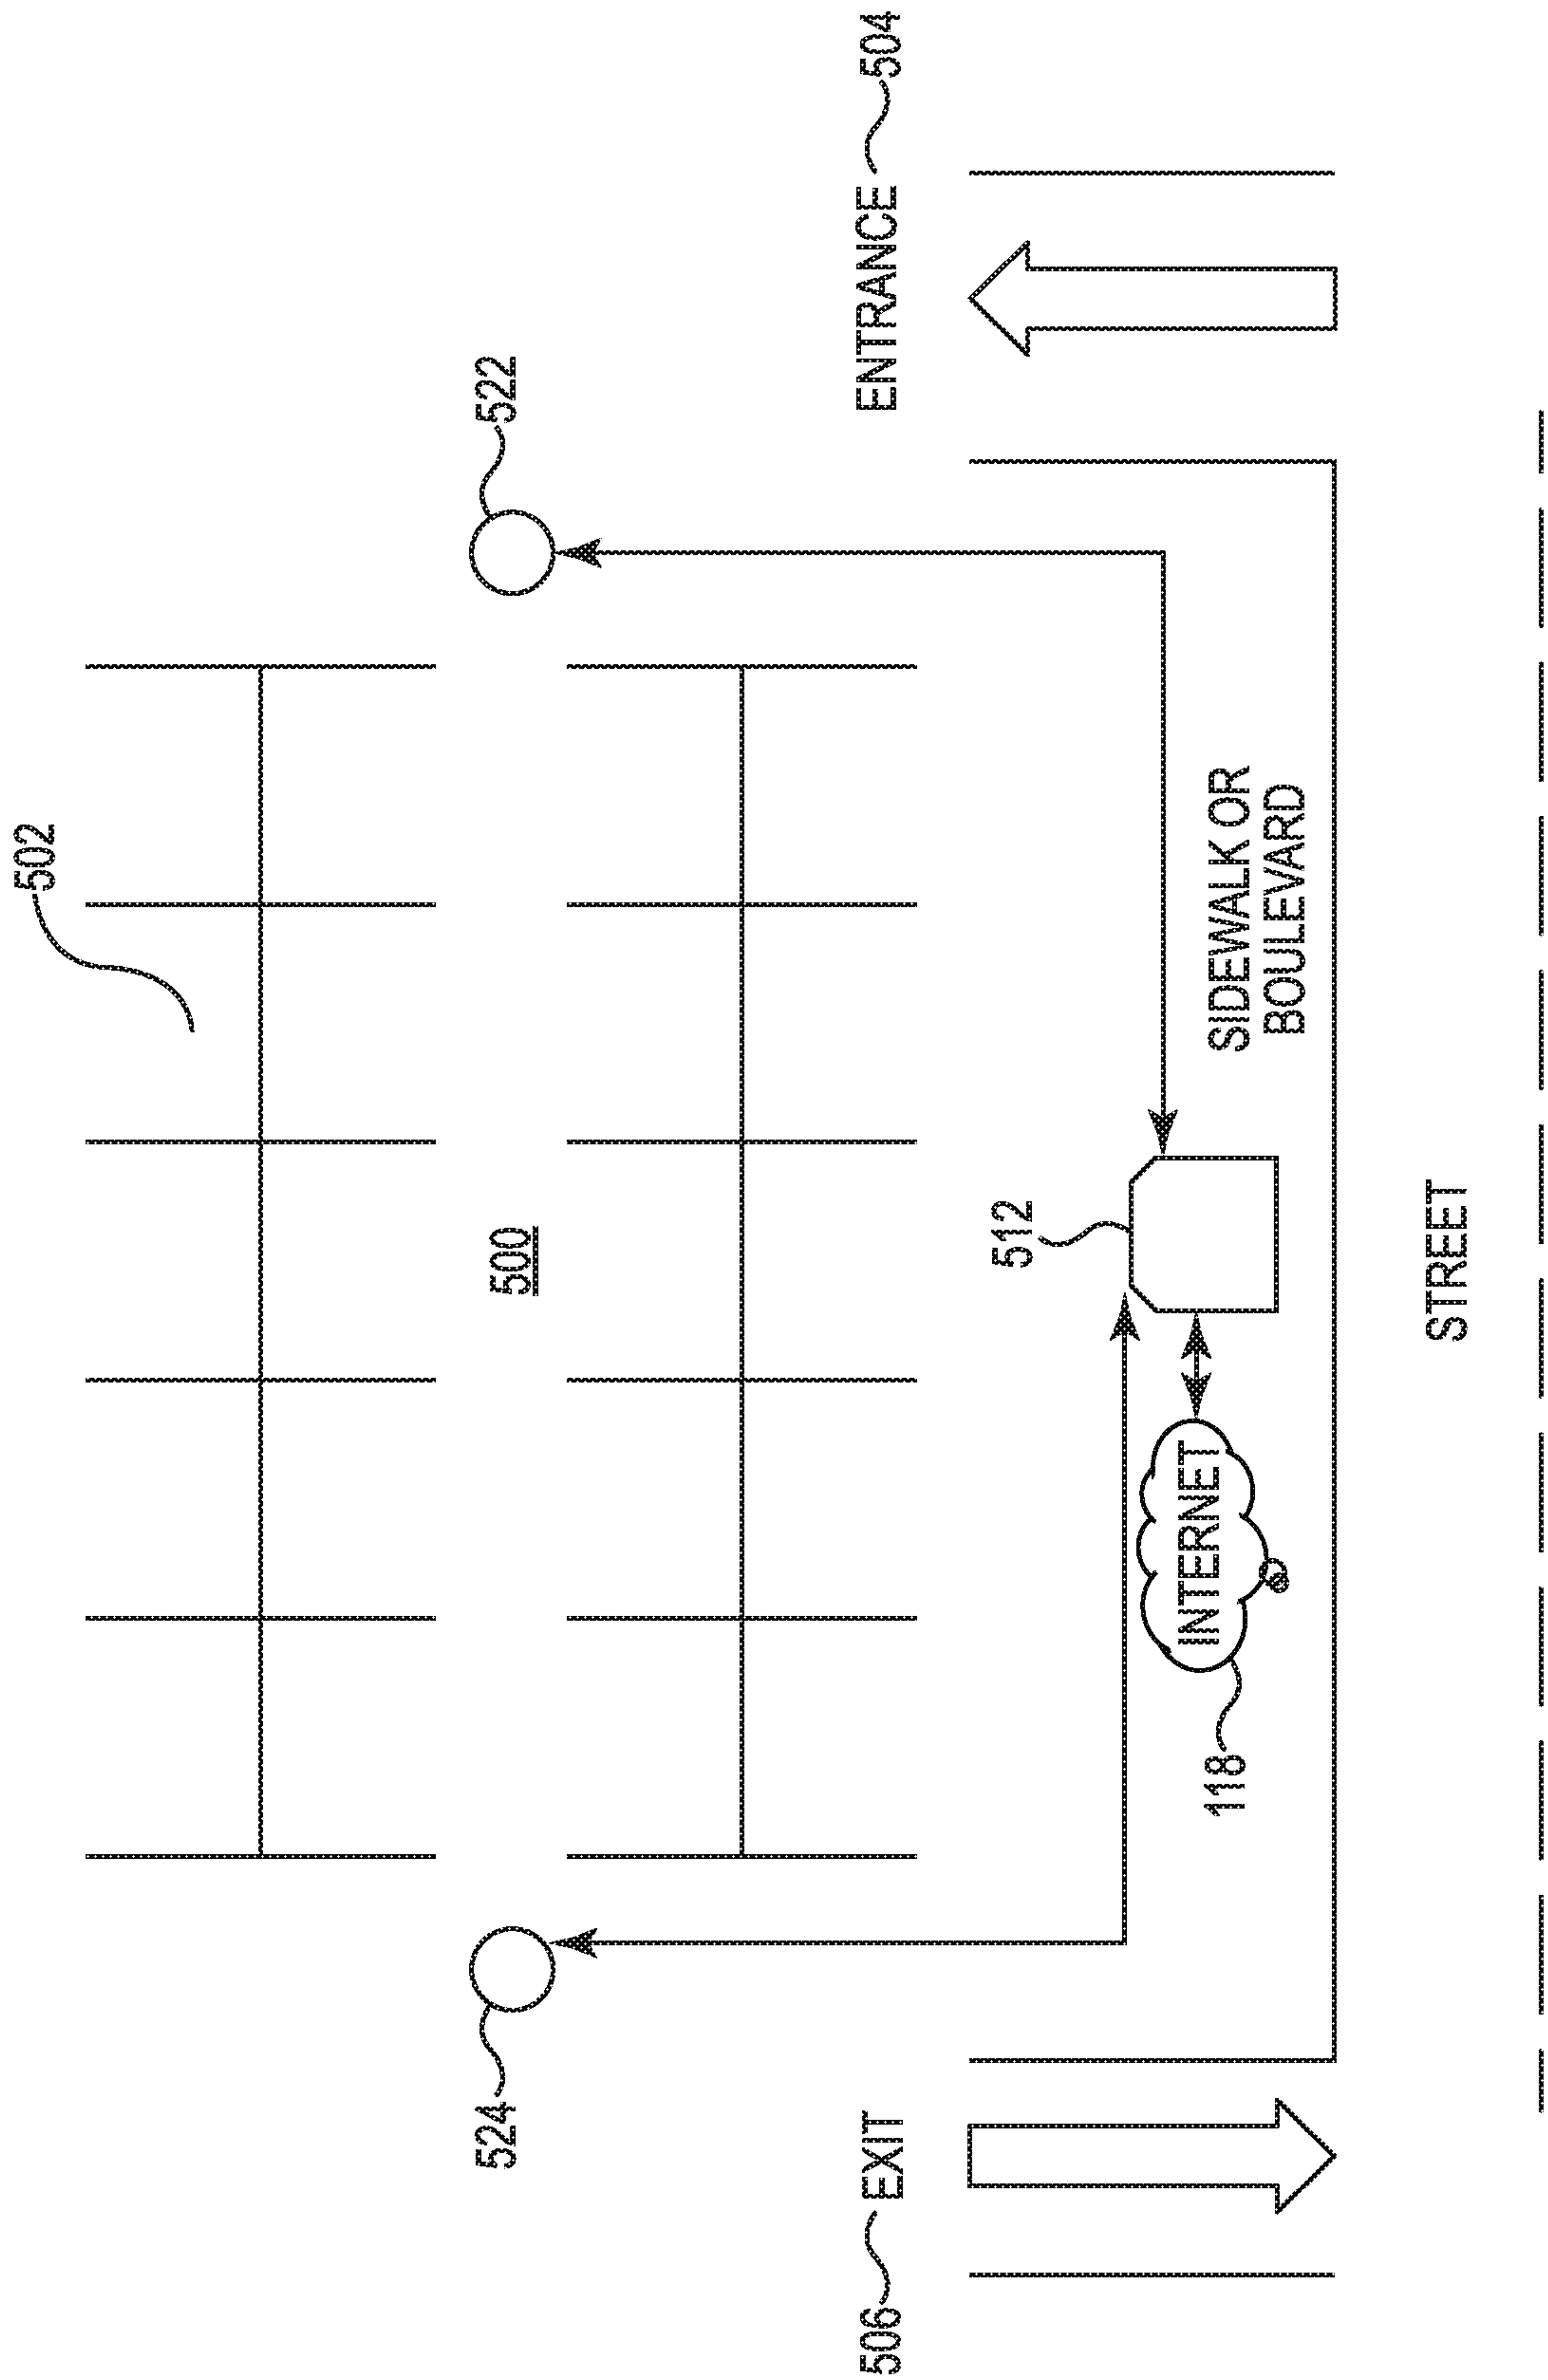 502
522
524
500
ENTRANCE
504
506
EXIT
512
INTERNET
118
SIDEWALK OR
BOULEVARD
STREET